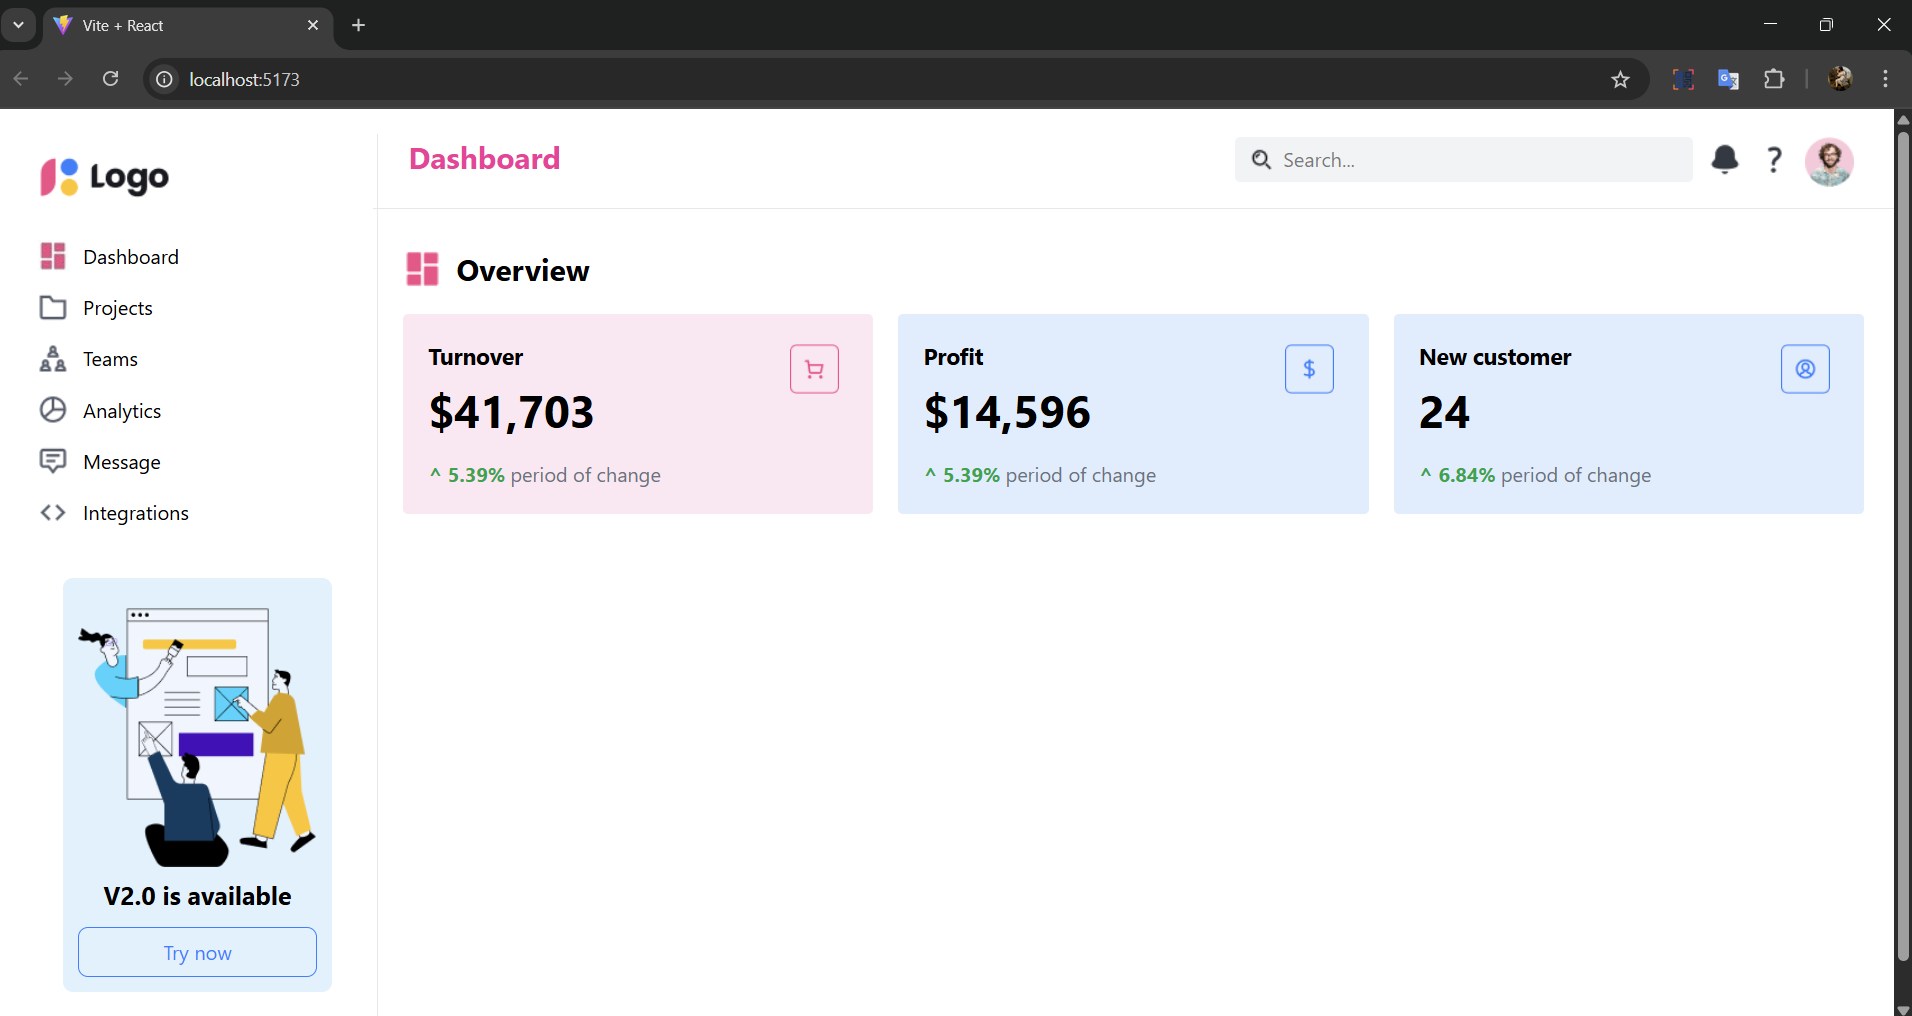 Vite + React
localhost:5173
Logo
Dashboard
Projects
Teams
Analytics
Message
Integrations
V2.0 is available
Try now
Dashboard
Search...
?
Overview
Turnover
$41,703
^ 5.39% period of change
Profit
$
$14,596
^ 5.39% period of change
New customer
24
^ 6.84% period of change